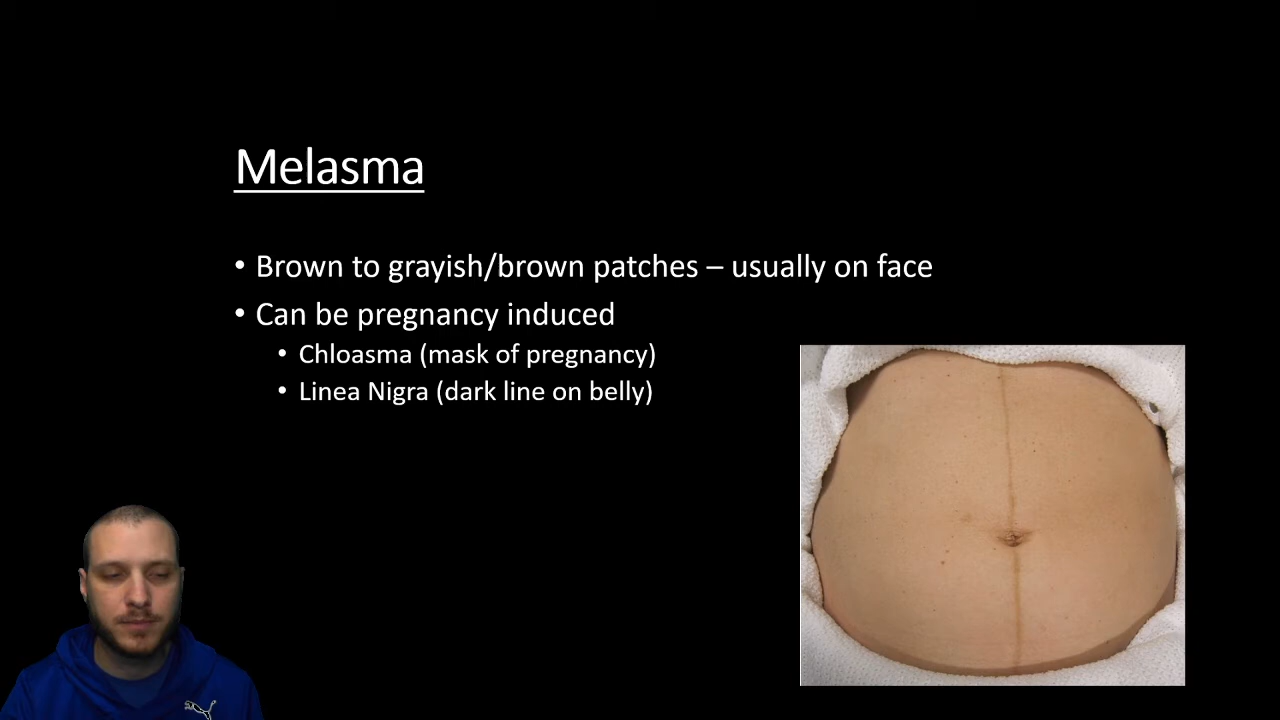 Melasma
• Brown to grayish/brown patches – usually on face
• Can be pregnancy induced
• Chloasma (mask of pregnancy)
• Linea Nigra (dark line on belly)